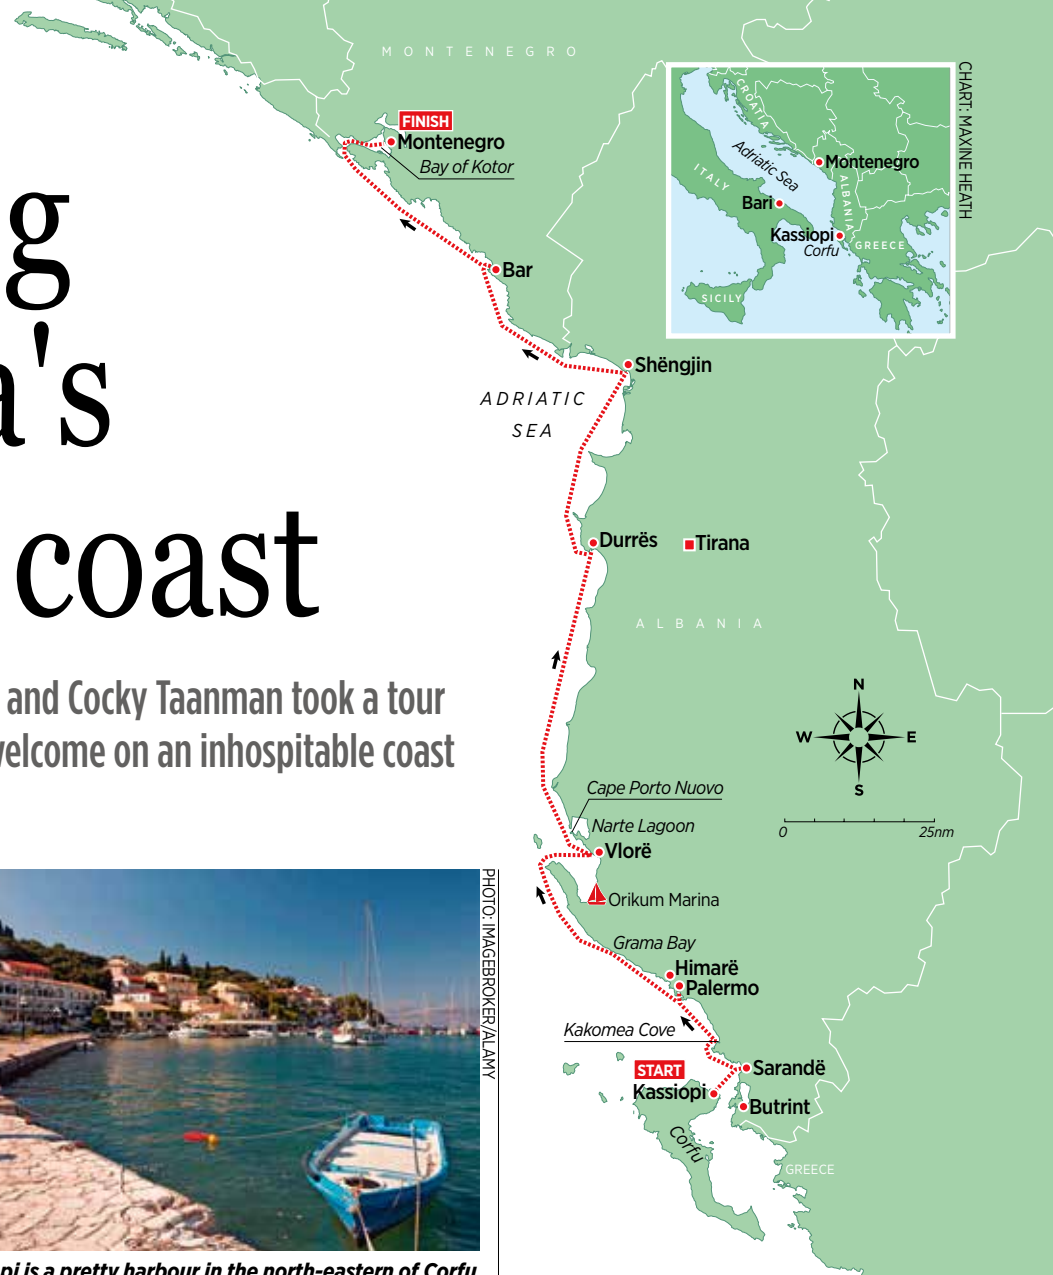 g
a's
coast
and Cocky Taanman took a tour
welcome on an inhospitable coast
MONTENEGRO
FINISH
Montenegro
Bay of Kotor
Bar
Shëngjin
ADRIATIC
SEA
Durrës
Tirana
ALBANIA
N
W
E
S
0
25nm
Cape Porto Nuovo
Narte Lagoon
Vlorë
Orikum Marina
Grama Bay
Himarë
Palermo
Kakomea Cove
START
Kassiopi
Sarandë
Butrint
Corfu
GREECE
CROATIA
Adriatic Sea
ITALY
Montenegro
ALBANIA
Bari
Kassiopi
Corfu
GREECE
SICILY
CHART: MAXINE HEATH
PHOTO: IMAGEBROKER/ALAMY
pi is a pretty harbour in the north-eastern of Corfu